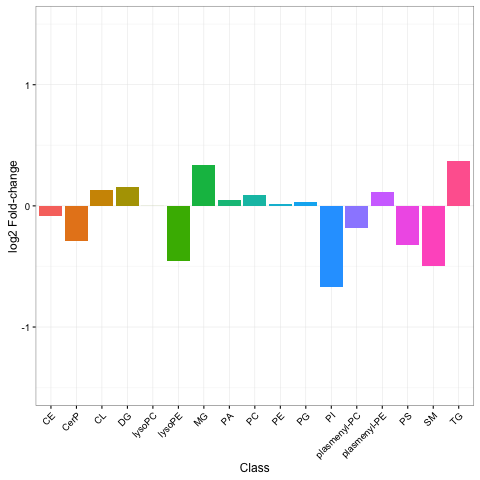 log2 Fold-change
1
0
-1
CE
CerP
CL
DG
lysoPC
lysoPE
MG
PA
PC
PE
PG
PI
plasmenyl-PC
plasmenyl-PE
PS
SM
TG
Class